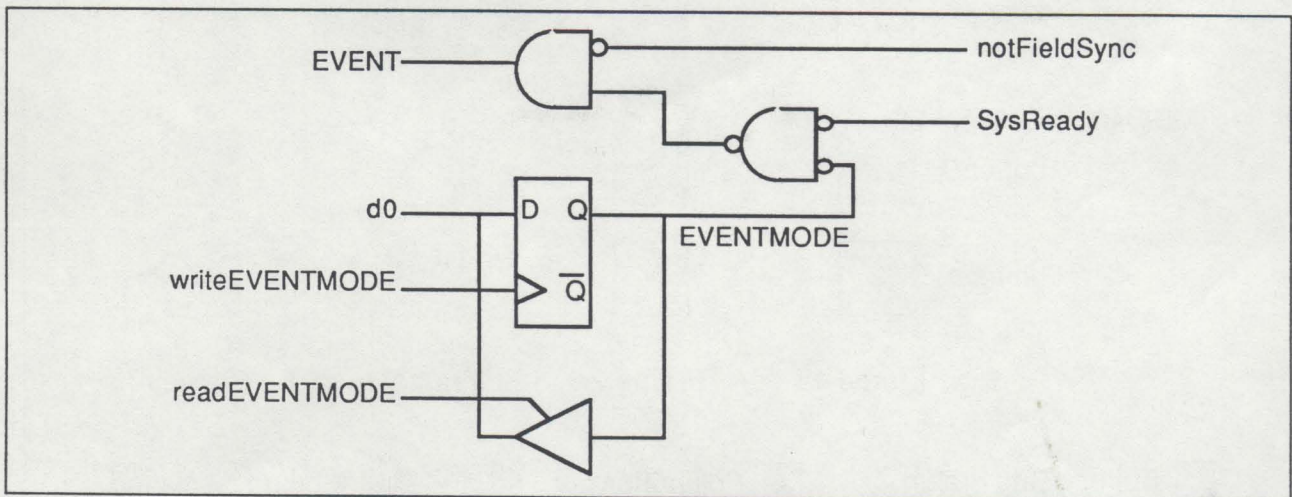 EVENT
notFieldSync
SysReady
d0
D Q
EVENTMODE
writeEVENTMODE
Q̅
readEVENTMODE